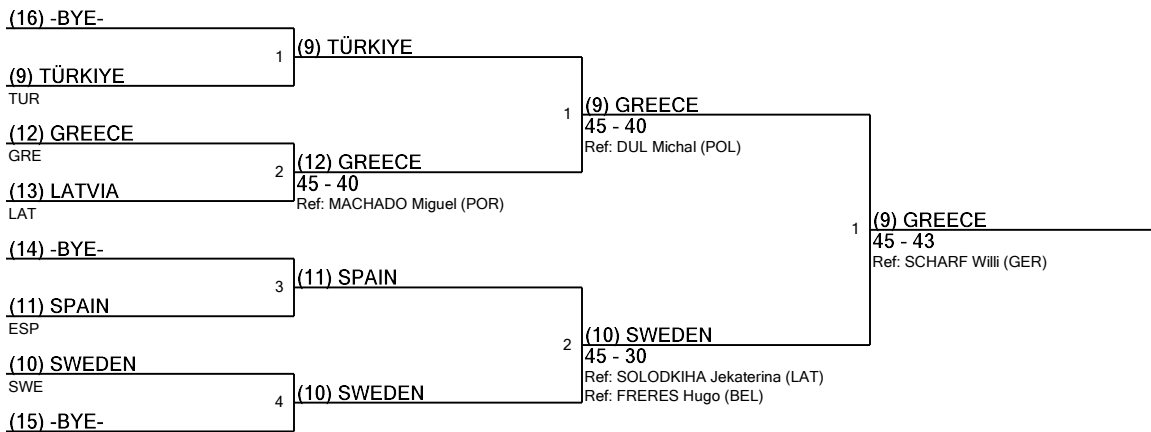 (16) -BYE-
(9) TÜRKIYE
TUR
(12) GREECE
GRE
(13) LATVIA
LAT
(14) -BYE-
(11) SPAIN
ESP
(10) SWEDEN
SWE
(15) -BYE-
1
(9) TÜRKIYE
2
(12) GREECE
45 - 40
Ref: MACHADO Miguel (POR)
3
(11) SPAIN
4
(10) SWEDEN
1
(9) GREECE
45 - 40
Ref: DUL Michal (POL)
2
(10) SWEDEN
45 - 30
Ref: SOLODKIHA Jekaterina (LAT)
Ref: FRERES Hugo (BEL)
1
(9) GREECE
45 - 43
Ref: SCHARF Willi (GER)